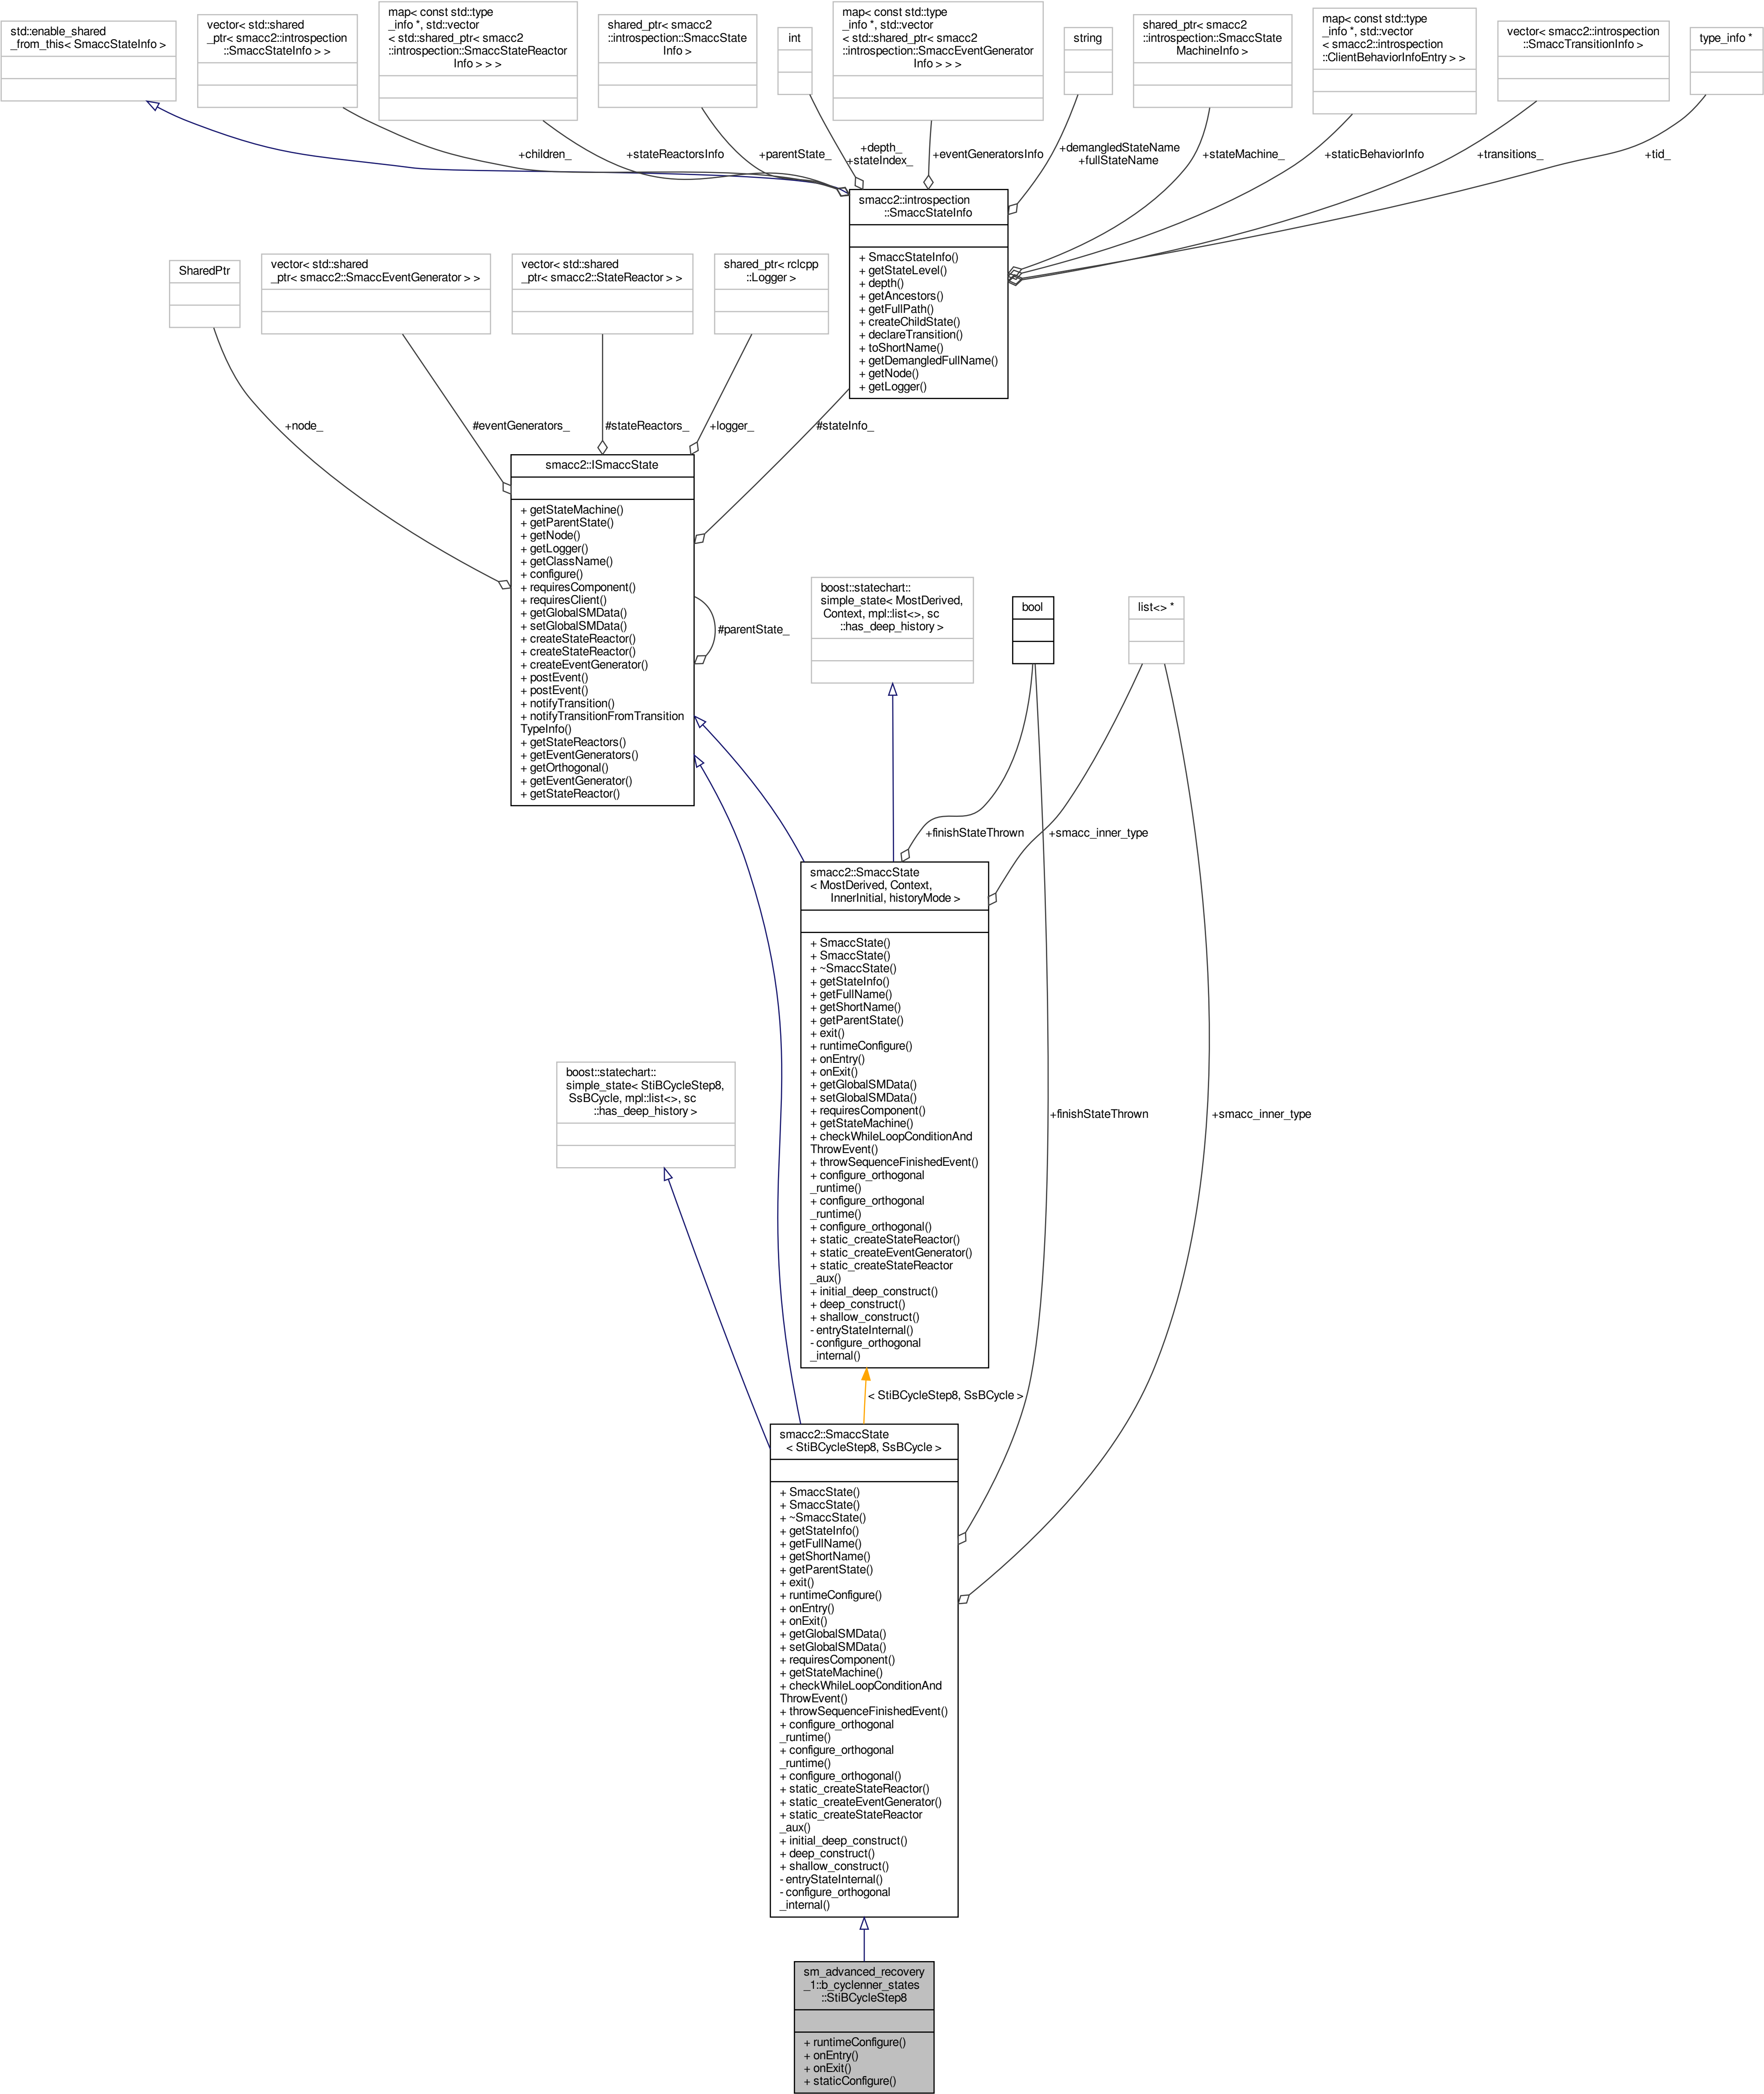 std::enable_shared
_from_this< SmaccStateInfo >
vector< std::shared
_ptr< smacc2::introspection
::SmaccStateInfo > >
map< const std::type
_info *, std::vector
< std::shared_ptr< smacc2
::introspection::SmaccStateReactor
Info > > >
shared_ptr< smacc2
::introspection::SmaccState
Info >
int
map< const std::type
_info *, std::vector
< std::shared_ptr< smacc2
::introspection::SmaccEventGenerator
Info > > >
string
shared_ptr< smacc2
::introspection::SmaccState
MachineInfo >
map< const std::type
_info *, std::vector
< smacc2::introspection
::ClientBehaviorInfoEntry > >
vector< smacc2::introspection
::SmaccTransitionInfo >
type_info *
+children_
+stateReactorsInfo
+parentState_
+depth_
+stateIndex_
+eventGeneratorsInfo
+demangledStateName
+fullStateName
+stateMachine_
+staticBehaviorInfo
+transitions_
+tid_
smacc2::introspection
::SmaccStateInfo
+ SmaccStateInfo()
+ getStateLevel()
+ depth()
+ getAncestors()
+ getFullPath()
+ createChildState()
+ declareTransition()
+ toShortName()
+ getDemangledFullName()
+ getNode()
+ getLogger()
SharedPtr
vector< std::shared
_ptr< smacc2::SmaccEventGenerator > >
vector< std::shared
_ptr< smacc2::StateReactor > >
shared_ptr< rclcpp
::Logger >
+node_
#eventGenerators_
#stateReactors_
+logger_
#stateInfo_
smacc2::ISmaccState
+ getStateMachine()
+ getParentState()
+ getNode()
+ getLogger()
+ getClassName()
+ configure()
+ requiresComponent()
+ requiresClient()
+ getGlobalSMData()
+ setGlobalSMData()
+ createStateReactor()
+ createStateReactor()
+ createEventGenerator()
+ postEvent()
+ postEvent()
+ notifyTransition()
+ notifyTransitionFromTransition
TypeInfo()
+ getStateReactors()
+ getEventGenerators()
+ getOrthogonal()
+ getEventGenerator()
+ getStateReactor()
#parentState_
boost::statechart::
simple_state< MostDerived,
Context, mpl::list<>, sc
::has_deep_history >
bool
list<> *
+finishStateThrown
+smacc_inner_type
smacc2::SmaccState
< MostDerived, Context,
InnerInitial, historyMode >
+ SmaccState()
+ SmaccState()
+ ~SmaccState()
+ getStateInfo()
+ getFullName()
+ getShortName()
+ getParentState()
+ exit()
+ runtimeConfigure()
+ onEntry()
+ onExit()
+ getGlobalSMData()
+ setGlobalSMData()
+ requiresComponent()
+ getStateMachine()
+ checkWhileLoopConditionAnd
ThrowEvent()
+ throwSequenceFinishedEvent()
+ configure_orthogonal
_runtime()
+ configure_orthogonal
_runtime()
+ configure_orthogonal()
+ static_createStateReactor()
+ static_createEventGenerator()
+ static_createStateReactor
_aux()
+ initial_deep_construct()
+ deep_construct()
+ shallow_construct()
- entryStateInternal()
- configure_orthogonal
_internal()
boost::statechart::
simple_state< StiBCycleStep8,
SsBCycle, mpl::list<>, sc
::has_deep_history >
+finishStateThrown
+smacc_inner_type
< StiBCycleStep8, SsBCycle >
smacc2::SmaccState
< StiBCycleStep8, SsBCycle >
+ SmaccState()
+ SmaccState()
+ ~SmaccState()
+ getStateInfo()
+ getFullName()
+ getShortName()
+ getParentState()
+ exit()
+ runtimeConfigure()
+ onEntry()
+ onExit()
+ getGlobalSMData()
+ setGlobalSMData()
+ requiresComponent()
+ getStateMachine()
+ checkWhileLoopConditionAnd
ThrowEvent()
+ throwSequenceFinishedEvent()
+ configure_orthogonal
_runtime()
+ configure_orthogonal
_runtime()
+ configure_orthogonal()
+ static_createStateReactor()
+ static_createEventGenerator()
+ static_createStateReactor
_aux()
+ initial_deep_construct()
+ deep_construct()
+ shallow_construct()
- entryStateInternal()
- configure_orthogonal
_internal()
sm_advanced_recovery
_1::b_cyclenner_states
::StiBCycleStep8
+ runtimeConfigure()
+ onEntry()
+ onExit()
+ staticConfigure()